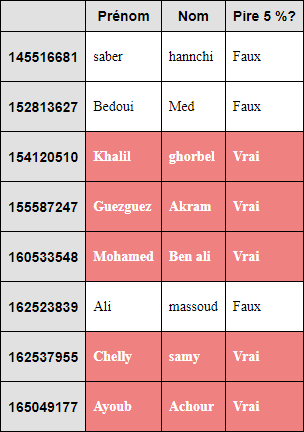 Prénom Nom Pire 5 %?
145516681 saber hannchi Faux
152813627 Bedoui Med Faux
154120510 Khalil ghorbel Vrai
155587247 Guezguez Akram Vrai
160533548 Mohamed Ben ali Vrai
162523839 Ali massoud Faux
162537955 Chelly samy Vrai
165049177 Ayoub Achour Vrai